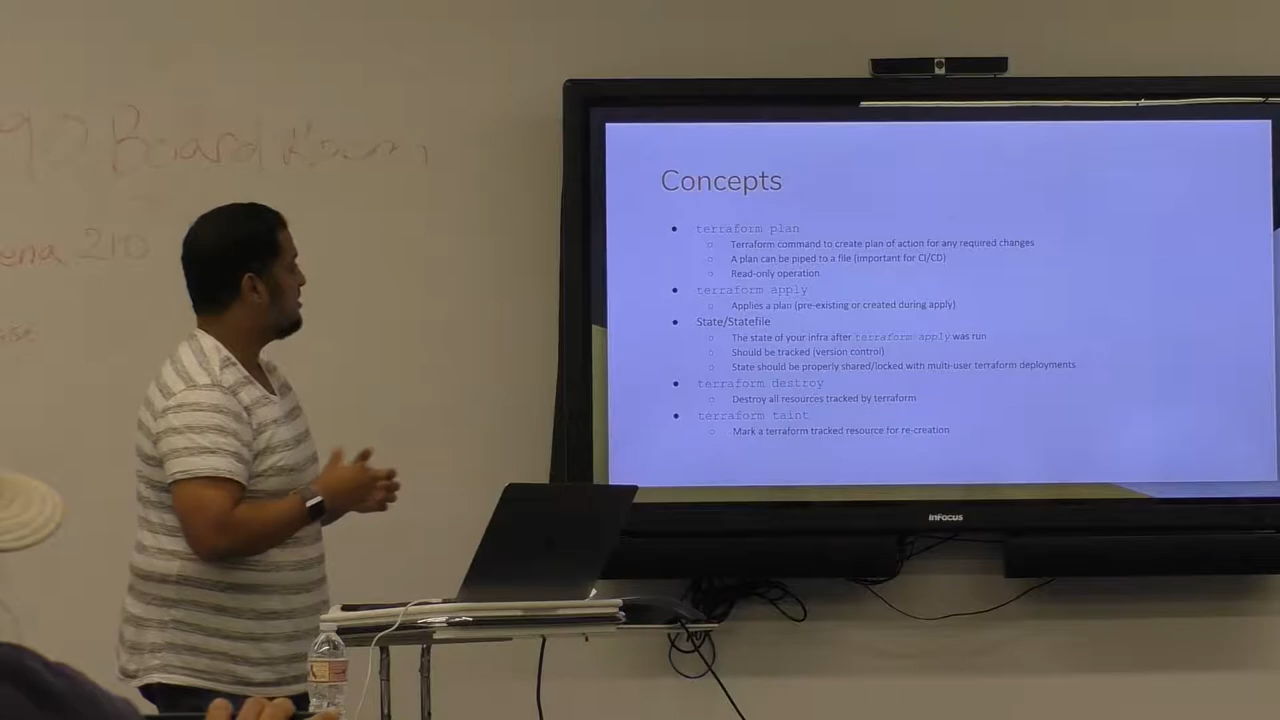 Board Room
210
Concepts
● terraform plan
○ Terraform command to create plan of action for any required changes
○ A plan can be piped to a file (important for CI/CD)
○ Read-only operation
● terraform apply
○ Applies a plan (pre-existing or created during apply)
● State/Statefile
○ The state of your infra after terraform apply was run
○ Should be tracked (version control)
○ State should be properly shared/locked with multi-user terraform deployments
● terraform destroy
○ Destroy all resources tracked by terraform
● terraform taint
○ Mark a terraform tracked resource for re-creation
InFocus